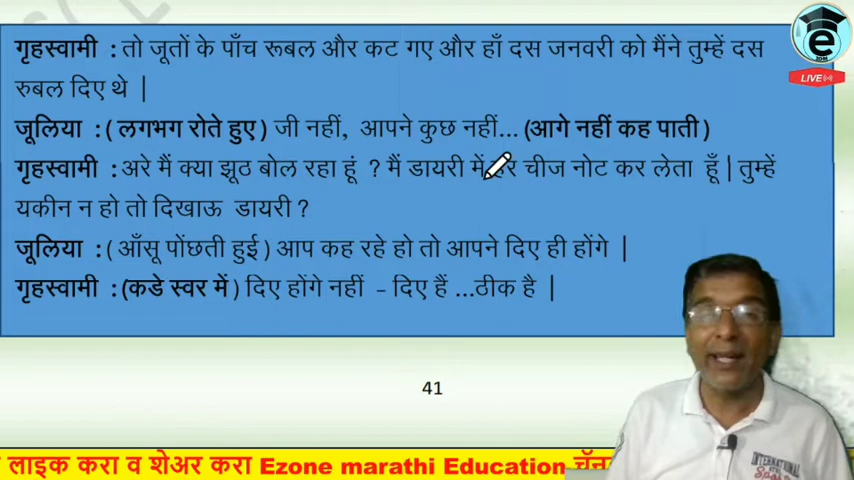 गृहस्वामी : तो जूतों के पाँच रूबल और कट गए और हाँ दस जनवरी को मैंने तुम्हें दस
रुबल दिए थे |
जूलिया : ( लगभग रोते हुए ) जी नहीं, आपने कुछ नहीं... (आगे नहीं कह पाती )
गृहस्वामी : अरे मैं क्या झूठ बोल रहा हूं ? मैं डायरी में हर चीज नोट कर लेता हूँ | तुम्हें
यकीन न हो तो दिखाऊ डायरी ?
जूलिया : ( आँसू पोंछती हुई ) आप कह रहे हो तो आपने दिए ही होंगे |
गृहस्वामी : (कडे स्वर में ) दिए होंगे नहीं - दिए हैं ...ठीक है |
41
लाइक करा व शेअर करा Ezone marathi Education चॅन
e
LIVE
INTERNATIONAL